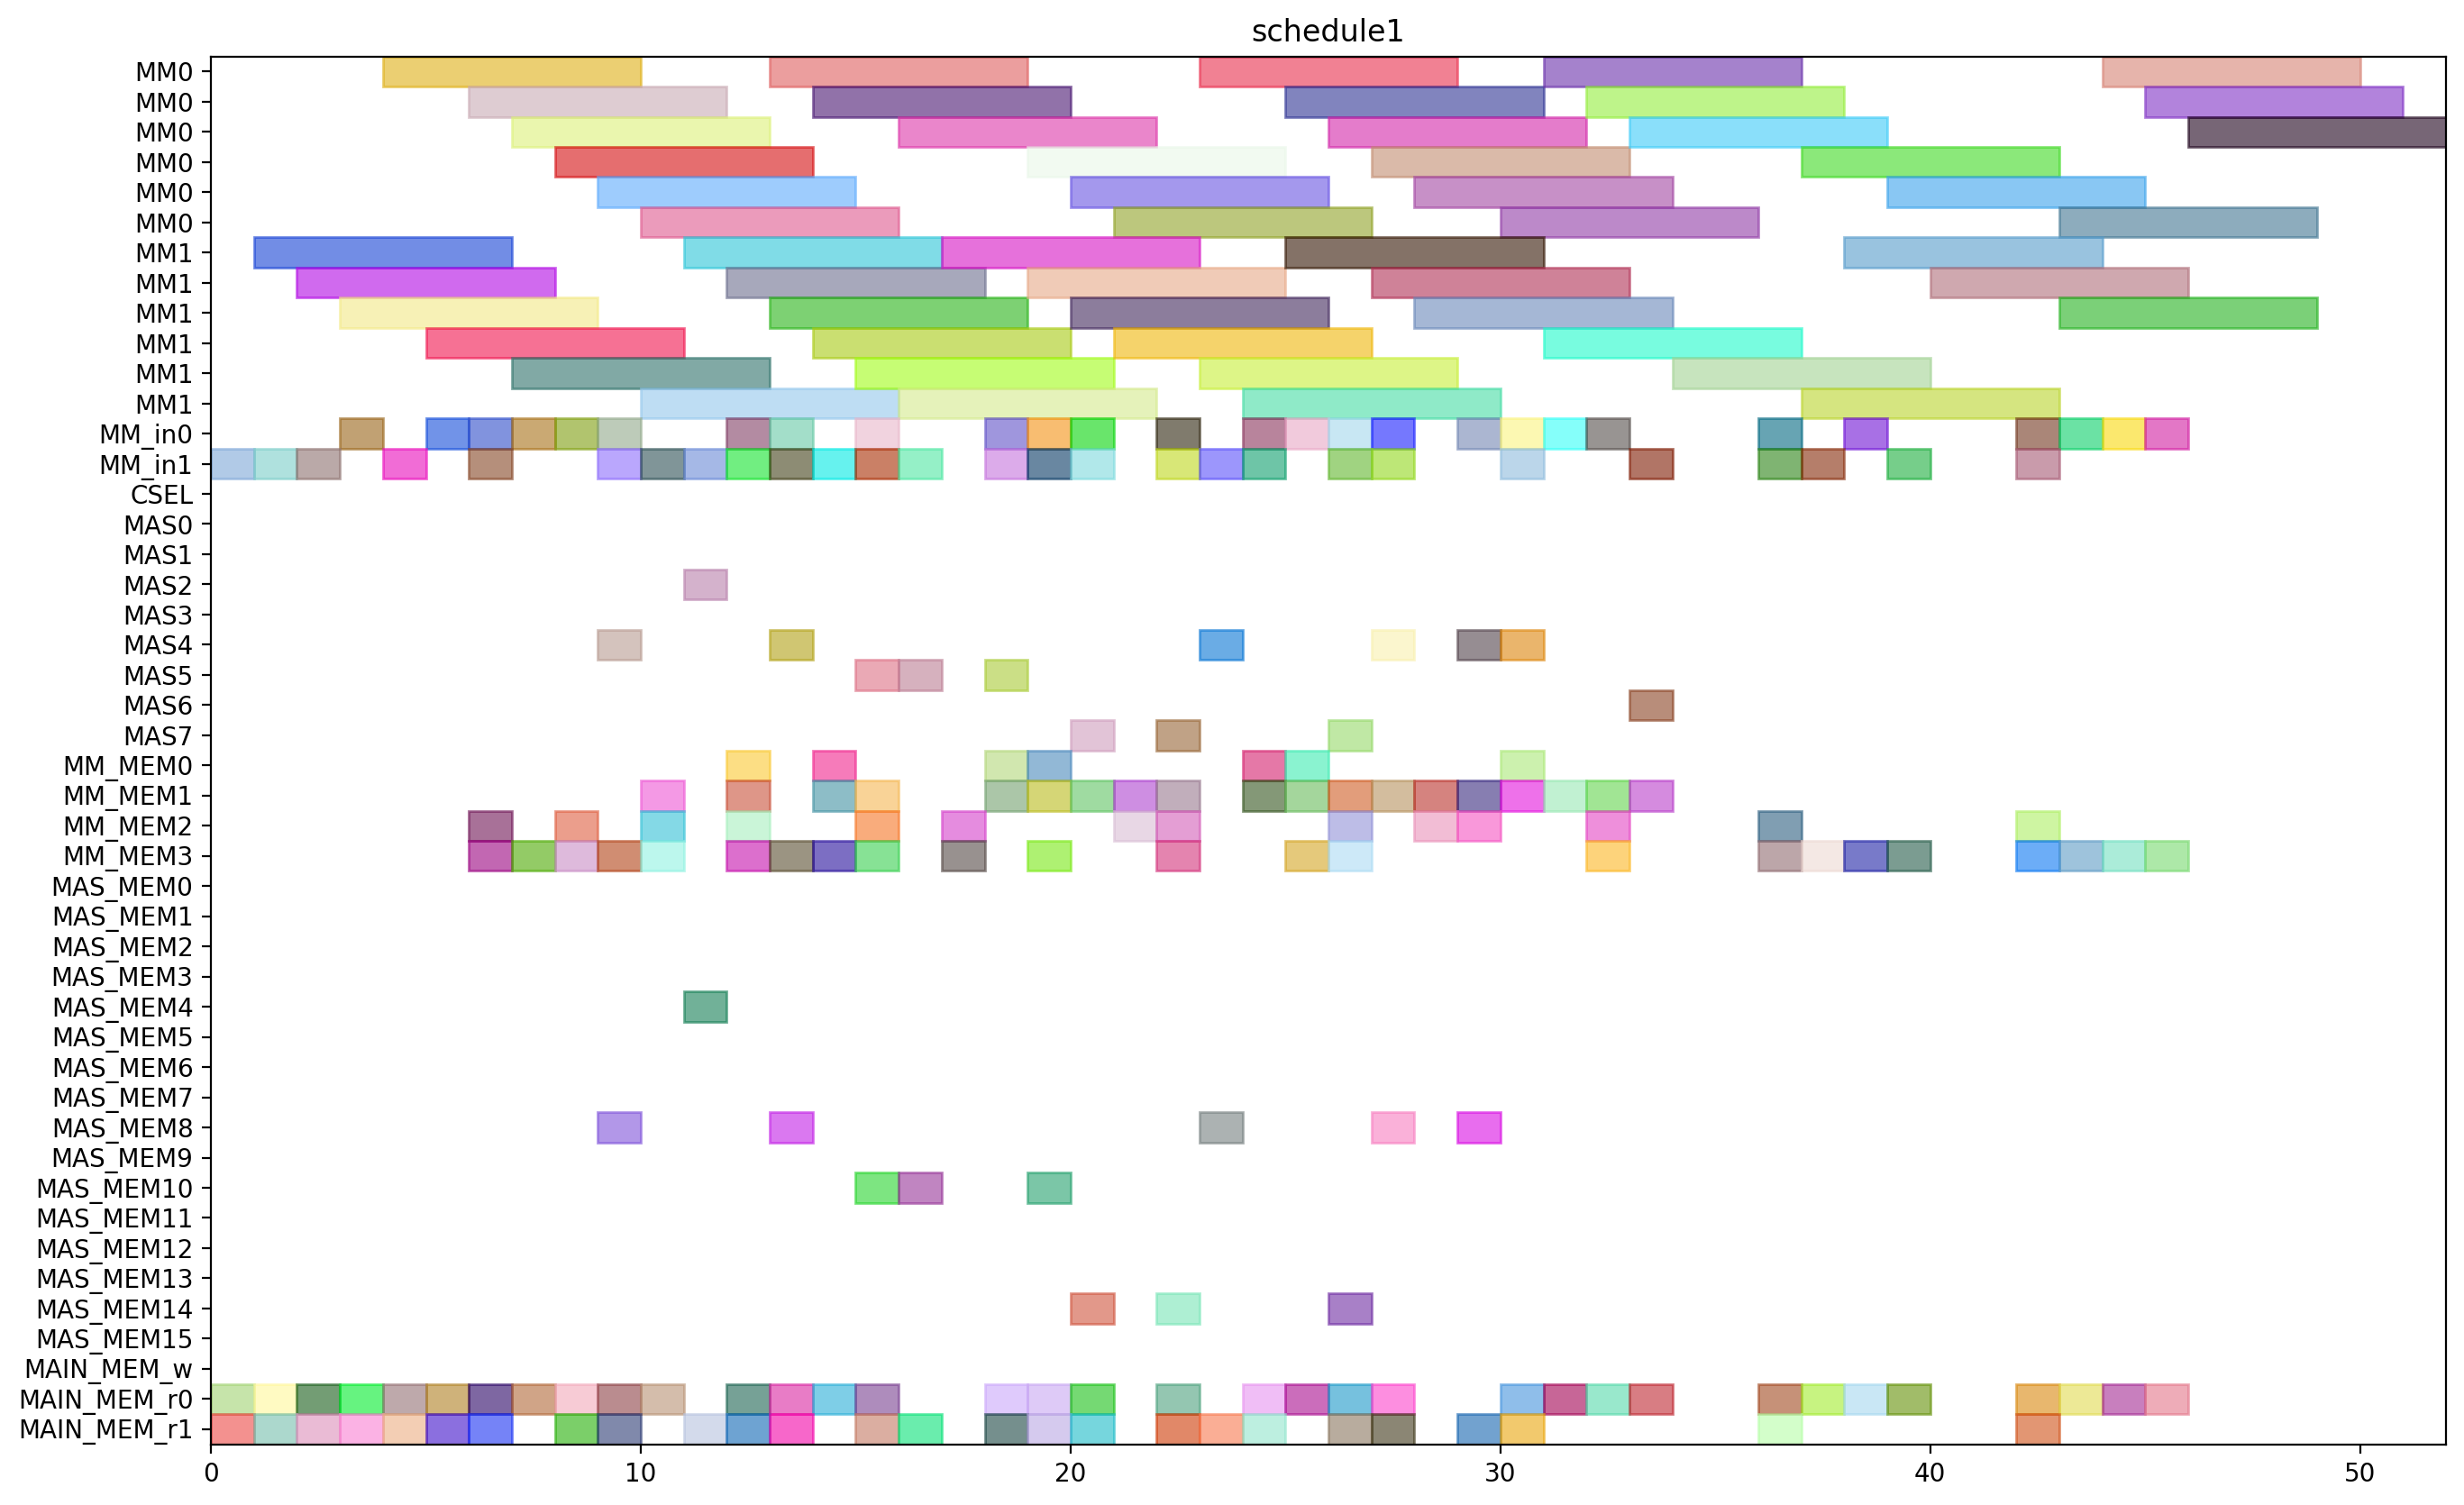 schedule1
MM0
MM0
MM0
MM0
MM0
MM0
MM1
MM1
MM1
MM1
MM1
MM1
MM_in0
MM_in1
CSEL
MAS0
MAS1
MAS2
MAS3
MAS4
MAS5
MAS6
MAS7
MM_MEM0
MM_MEM1
MM_MEM2
MM_MEM3
MAS_MEM0
MAS_MEM1
MAS_MEM2
MAS_MEM3
MAS_MEM4
MAS_MEM5
MAS_MEM6
MAS_MEM7
MAS_MEM8
MAS_MEM9
MAS_MEM10
MAS_MEM11
MAS_MEM12
MAS_MEM13
MAS_MEM14
MAS_MEM15
MAIN_MEM_w
MAIN_MEM_r0
MAIN_MEM_r1
0 10 20 30 40 50